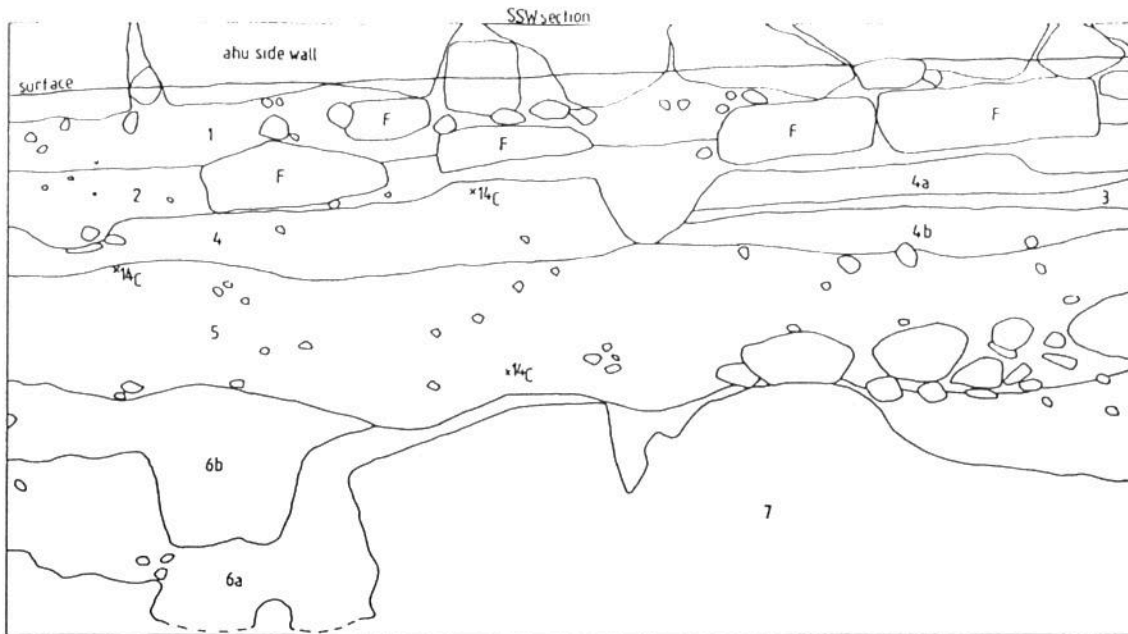 SSW section
ahu side wall
surface
F
1
F
F
F
F
4a
2
×14C
3
4
4b
×14C
5
×14C
6b
7
6a